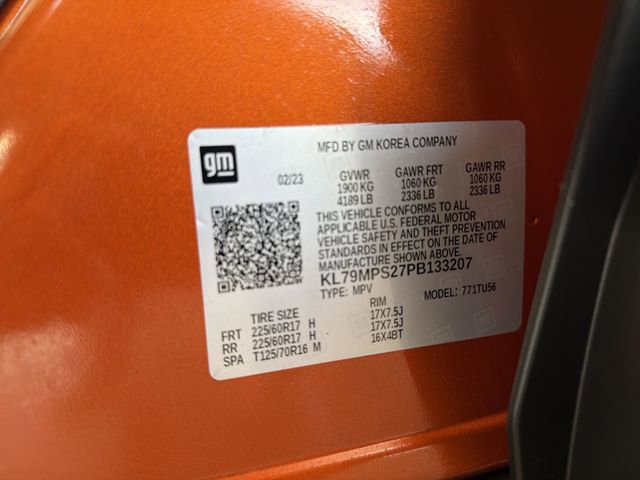 gm
MFD BY GM KOREA COMPANY
02/23
GVWR GAWR FRT GAWR RR
1900 KG 1060 KG 1060 KG
4189 LB 2336 LB 2336 LB
THIS VEHICLE CONFORMS TO ALL
APPLICABLE U.S. FEDERAL MOTOR
VEHICLE SAFETY AND THEFT PREVENTION
STANDARDS IN EFFECT ON THE DATE OF
MANUFACTURE SHOWN ABOVE.
KL79MPS27PB133207
TYPE: MPV MODEL: 771TU56
TIRE SIZE RIM
FRT 225/60R17 H 17X7.5J
RR 225/60R17 H 17X7.5J
SPA T125/70R16 M 16X4BT